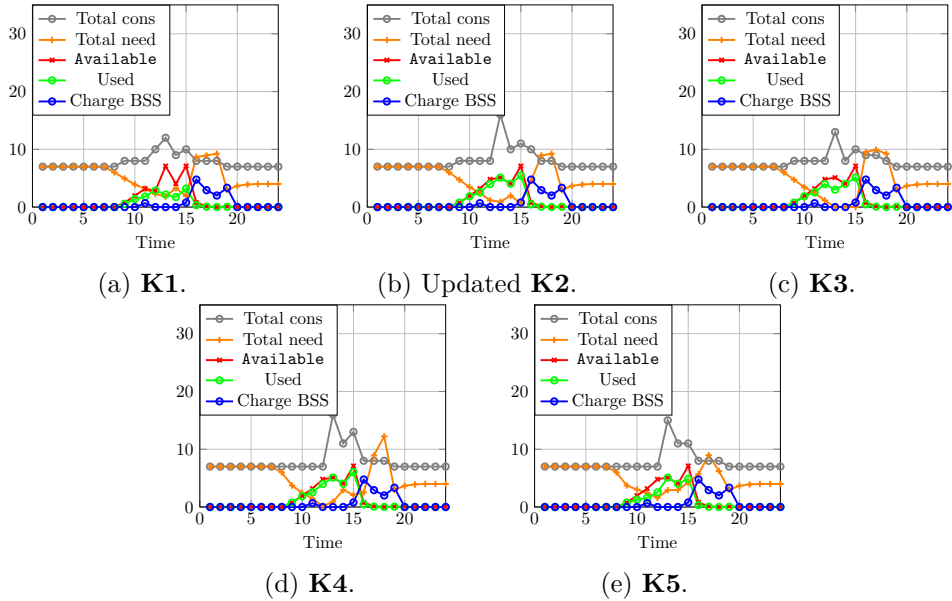 Total cons
Total need
Available
Used
Charge BSS
30
20
10
0
0 5 10 15 20
Time
(a) K1.
Total cons
Total need
Available
Used
Charge BSS
30
20
10
0
0 5 10 15 20
Time
(b) Updated K2.
Total cons
Total need
Available
Used
Charge BSS
30
20
10
0
0 5 10 15 20
Time
(c) K3.
Total cons
Total need
Available
Used
Charge BSS
30
20
10
0
0 5 10 15 20
Time
(d) K4.
Total cons
Total need
Available
Used
Charge BSS
30
20
10
0
0 5 10 15 20
Time
(e) K5.